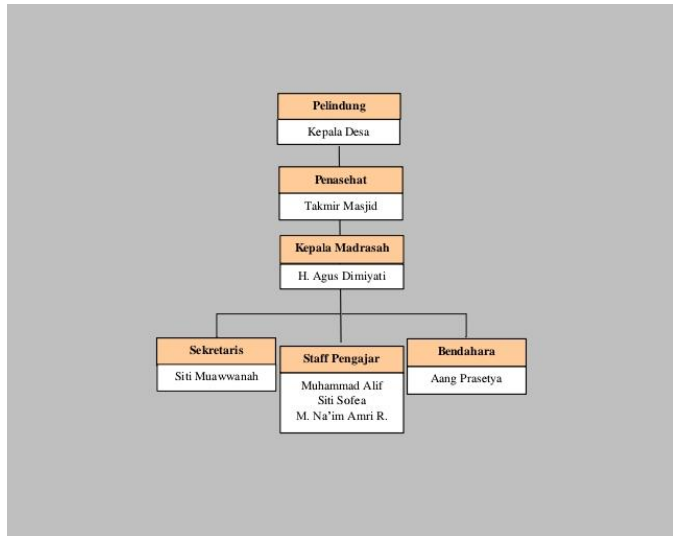 Pelindung
Kepala Desa
Penasehat
Takmir Masjid
Kepala Madrasah
H. Agus Dimiyati
Sekretaris
Siti Muawwanah
Staff Pengajar
Muhammad Alif
Siti Sofea
M. Na'im Amri R.
Bendahara
Aang Prasetya